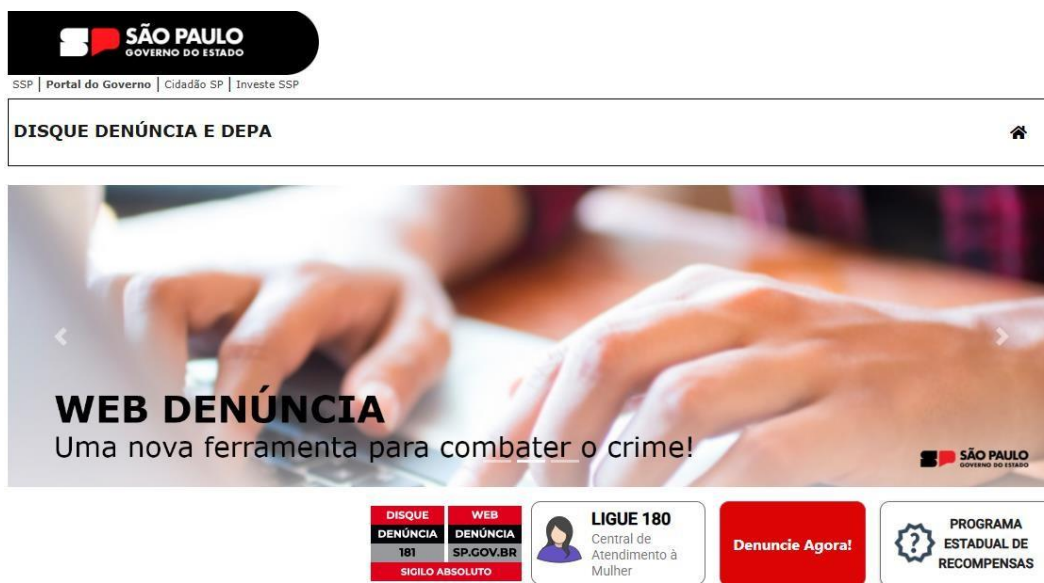 SÃO PAULO
GOVERNO DO ESTADO
SSP | Portal do Governo | Cidadão SP | Investe SSP
DISQUE DENÚNCIA E DEPA
WEB DENÚNCIA
Uma nova ferramenta para combater o crime!
SÃO PAULO
GOVERNO DO ESTADO
DISQUE
DENÚNCIA
181
WEB
DENÚNCIA
SP.GOV.BR
SIGILO ABSOLUTO
LIGUE 180
Central de
Atendimento à
Mulher
Denuncie Agora!
PROGRAMA
ESTADUAL DE
RECOMPENSAS